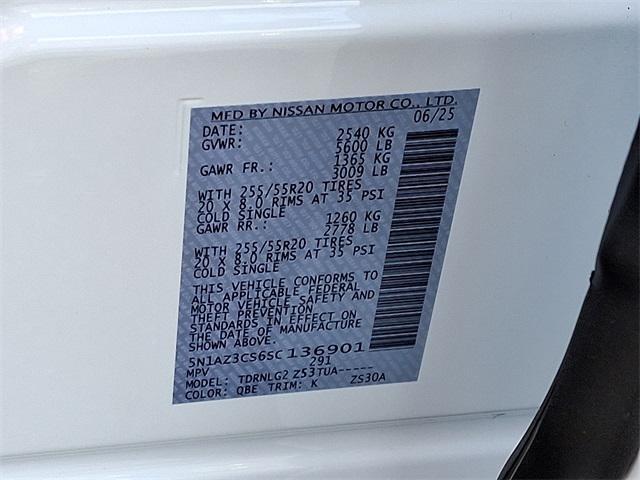 MFD BY NISSAN MOTOR CO., LTD.
DATE: 06/25
GVWR: 2540 KG
5600 LB
GAWR FR.: 1365 KG
3009 LB
WITH 255/55R20 TIRES
20 X 8.0 RIMS AT 35 PSI
COLD SINGLE
GAWR RR.: 1260 KG
2778 LB
WITH 255/55R20 TIRES
20 X 8.0 RIMS AT 35 PSI
COLD SINGLE
THIS VEHICLE CONFORMS TO
ALL APPLICABLE FEDERAL
MOTOR VEHICLE SAFETY AND
THEFT PREVENTION
STANDARDS IN EFFECT ON
THE DATE OF MANUFACTURE
SHOWN ABOVE.
5N1AZ3CS6SC136901
MPV 291
MODEL: TDRNLG2 Z53TUA-----
COLOR: QBE TRIM: K ZS30A